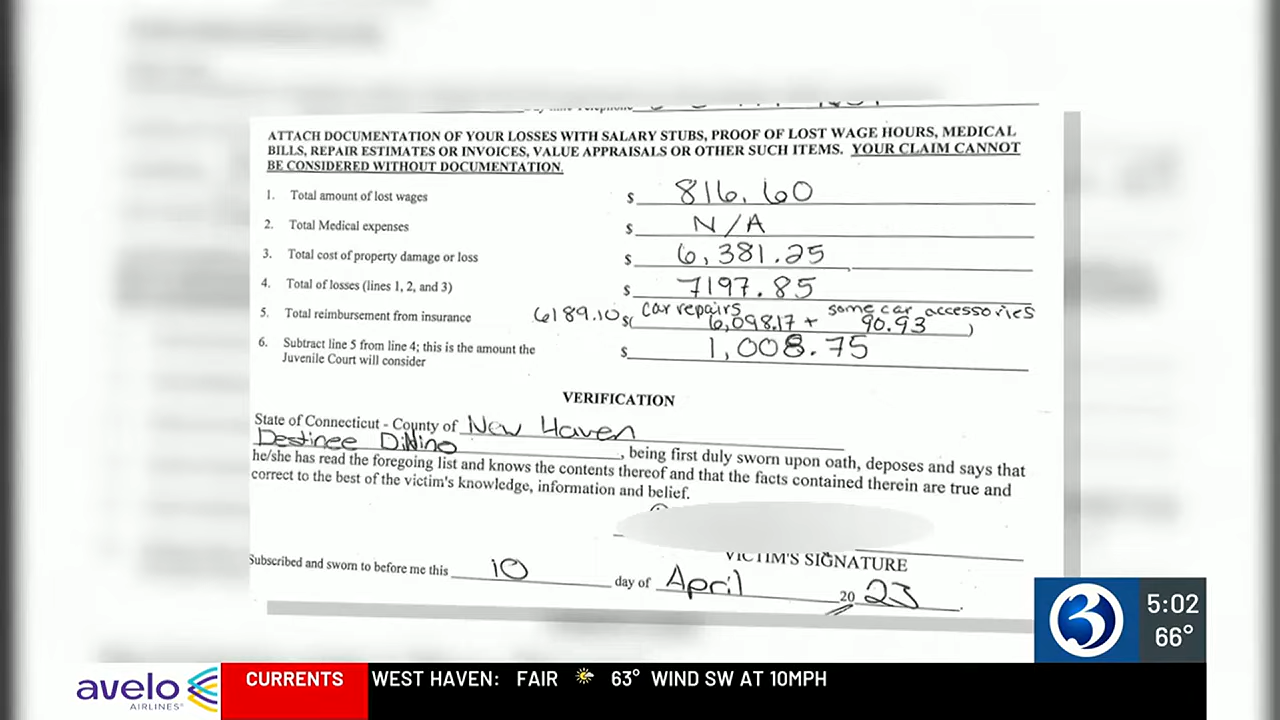 ATTACH DOCUMENTATION OF YOUR LOSSES WITH SALARY STUBS, PROOF OF LOST WAGE HOURS, MEDICAL
BILLS, REPAIR ESTIMATES OR INVOICES, VALUE APPRAISALS OR OTHER SUCH ITEMS. YOUR CLAIM CANNOT
BE CONSIDERED WITHOUT DOCUMENTATION.
1. Total amount of lost wages $ 816.60
2. Total Medical expenses $ N/A
3. Total cost of property damage or loss $ 6,381.25
4. Total of losses (lines 1, 2, and 3) $ 7197.85
car repairs some car accessories
5. Total reimbursement from insurance 6189.10 $( 6,098.17 + 90.93 )
6. Subtract line 5 from line 4; this is the amount the $ 1,008.75
Juvenile Court will consider
VERIFICATION
State of Connecticut - County of New Haven
Destinee DiNino, being first duly sworn upon oath, deposes and says that
he/she has read the foregoing list and knows the contents thereof and that the facts contained therein are true and
correct to the best of the victim's knowledge, information and belief.
VICTIM'S SIGNATURE
Subscribed and sworn to before me this 10 day of April 20 23.
3 5:02
66°
avelo AIRLINES CURRENTS WEST HAVEN: FAIR 63° WIND SW AT 10MPH